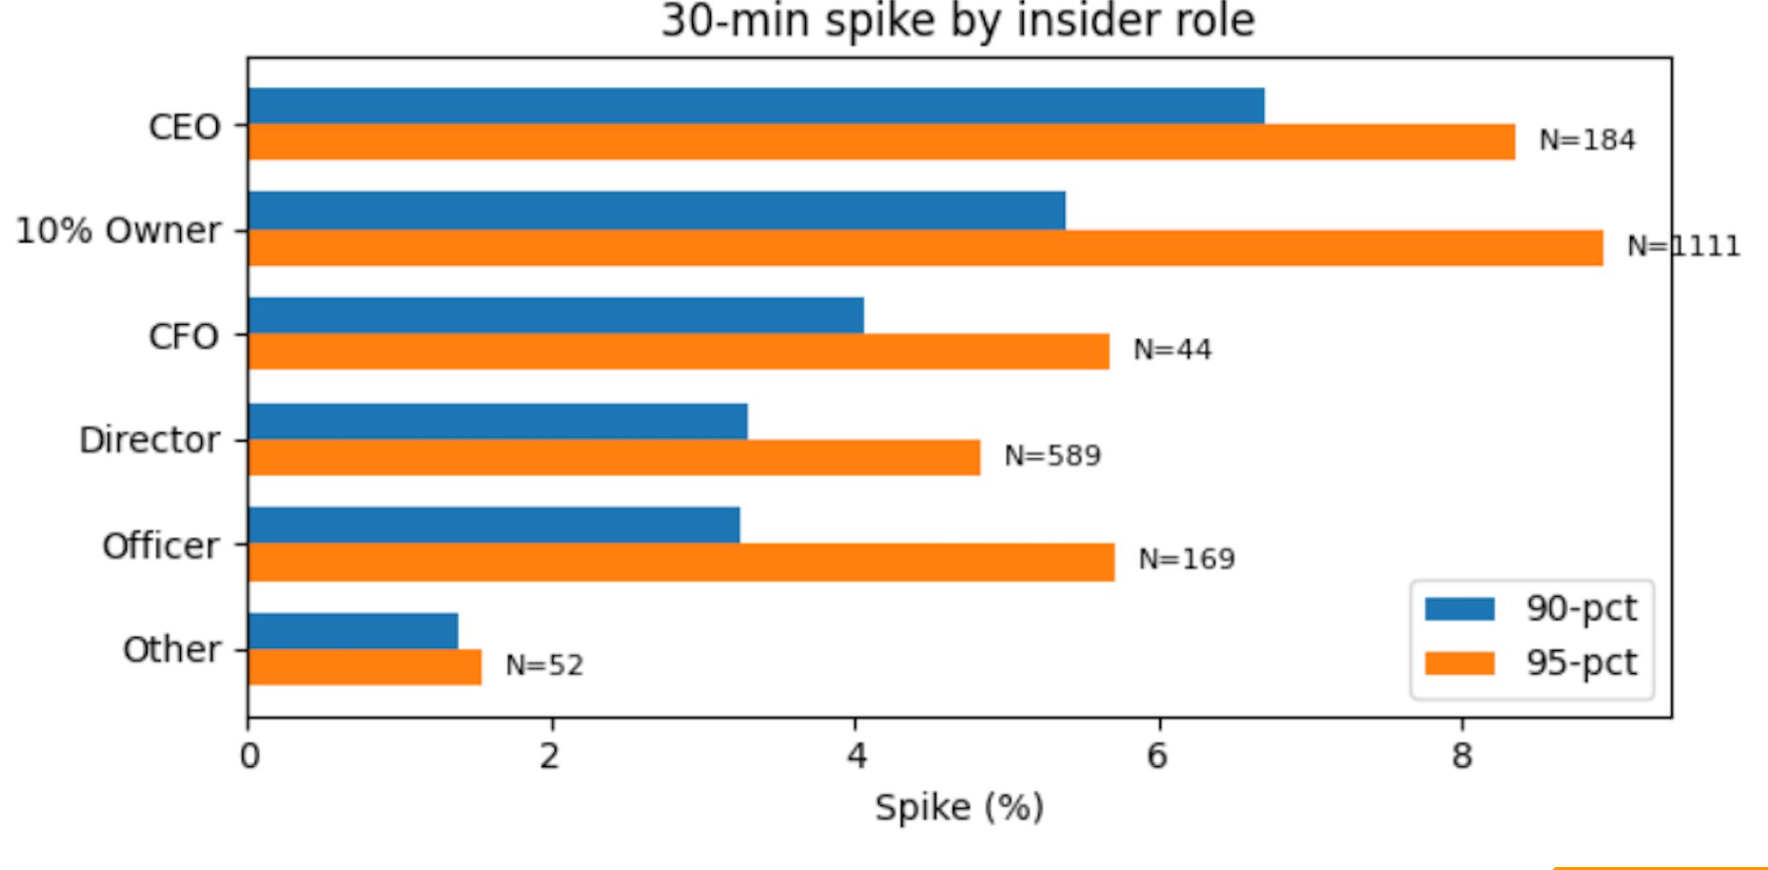 30-min spike by insider role
CEO
N=184
10% Owner
N=1111
CFO
N=44
Director
N=589
Officer
N=169
Other
N=52
90-pct
95-pct
0 2 4 6 8
Spike (%)